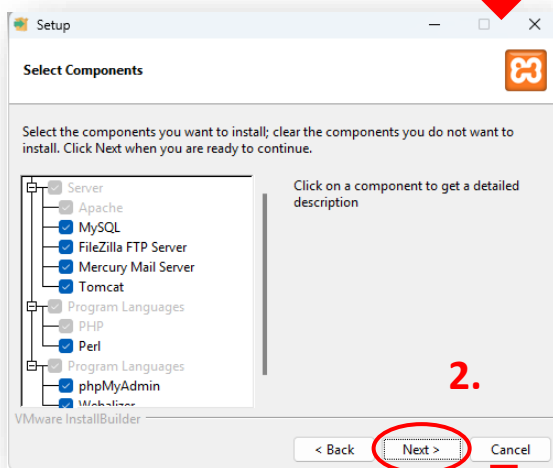 Setup
Select Components
Select the components you want to install; clear the components you do not want to
install. Click Next when you are ready to continue.
Server
Apache
MySQL
FileZilla FTP Server
Mercury Mail Server
Tomcat
Program Languages
PHP
Perl
Program Languages
phpMyAdmin
Webalizer
Click on a component to get a detailed
description
2.
VMware InstallBuilder
< Back
Next >
Cancel